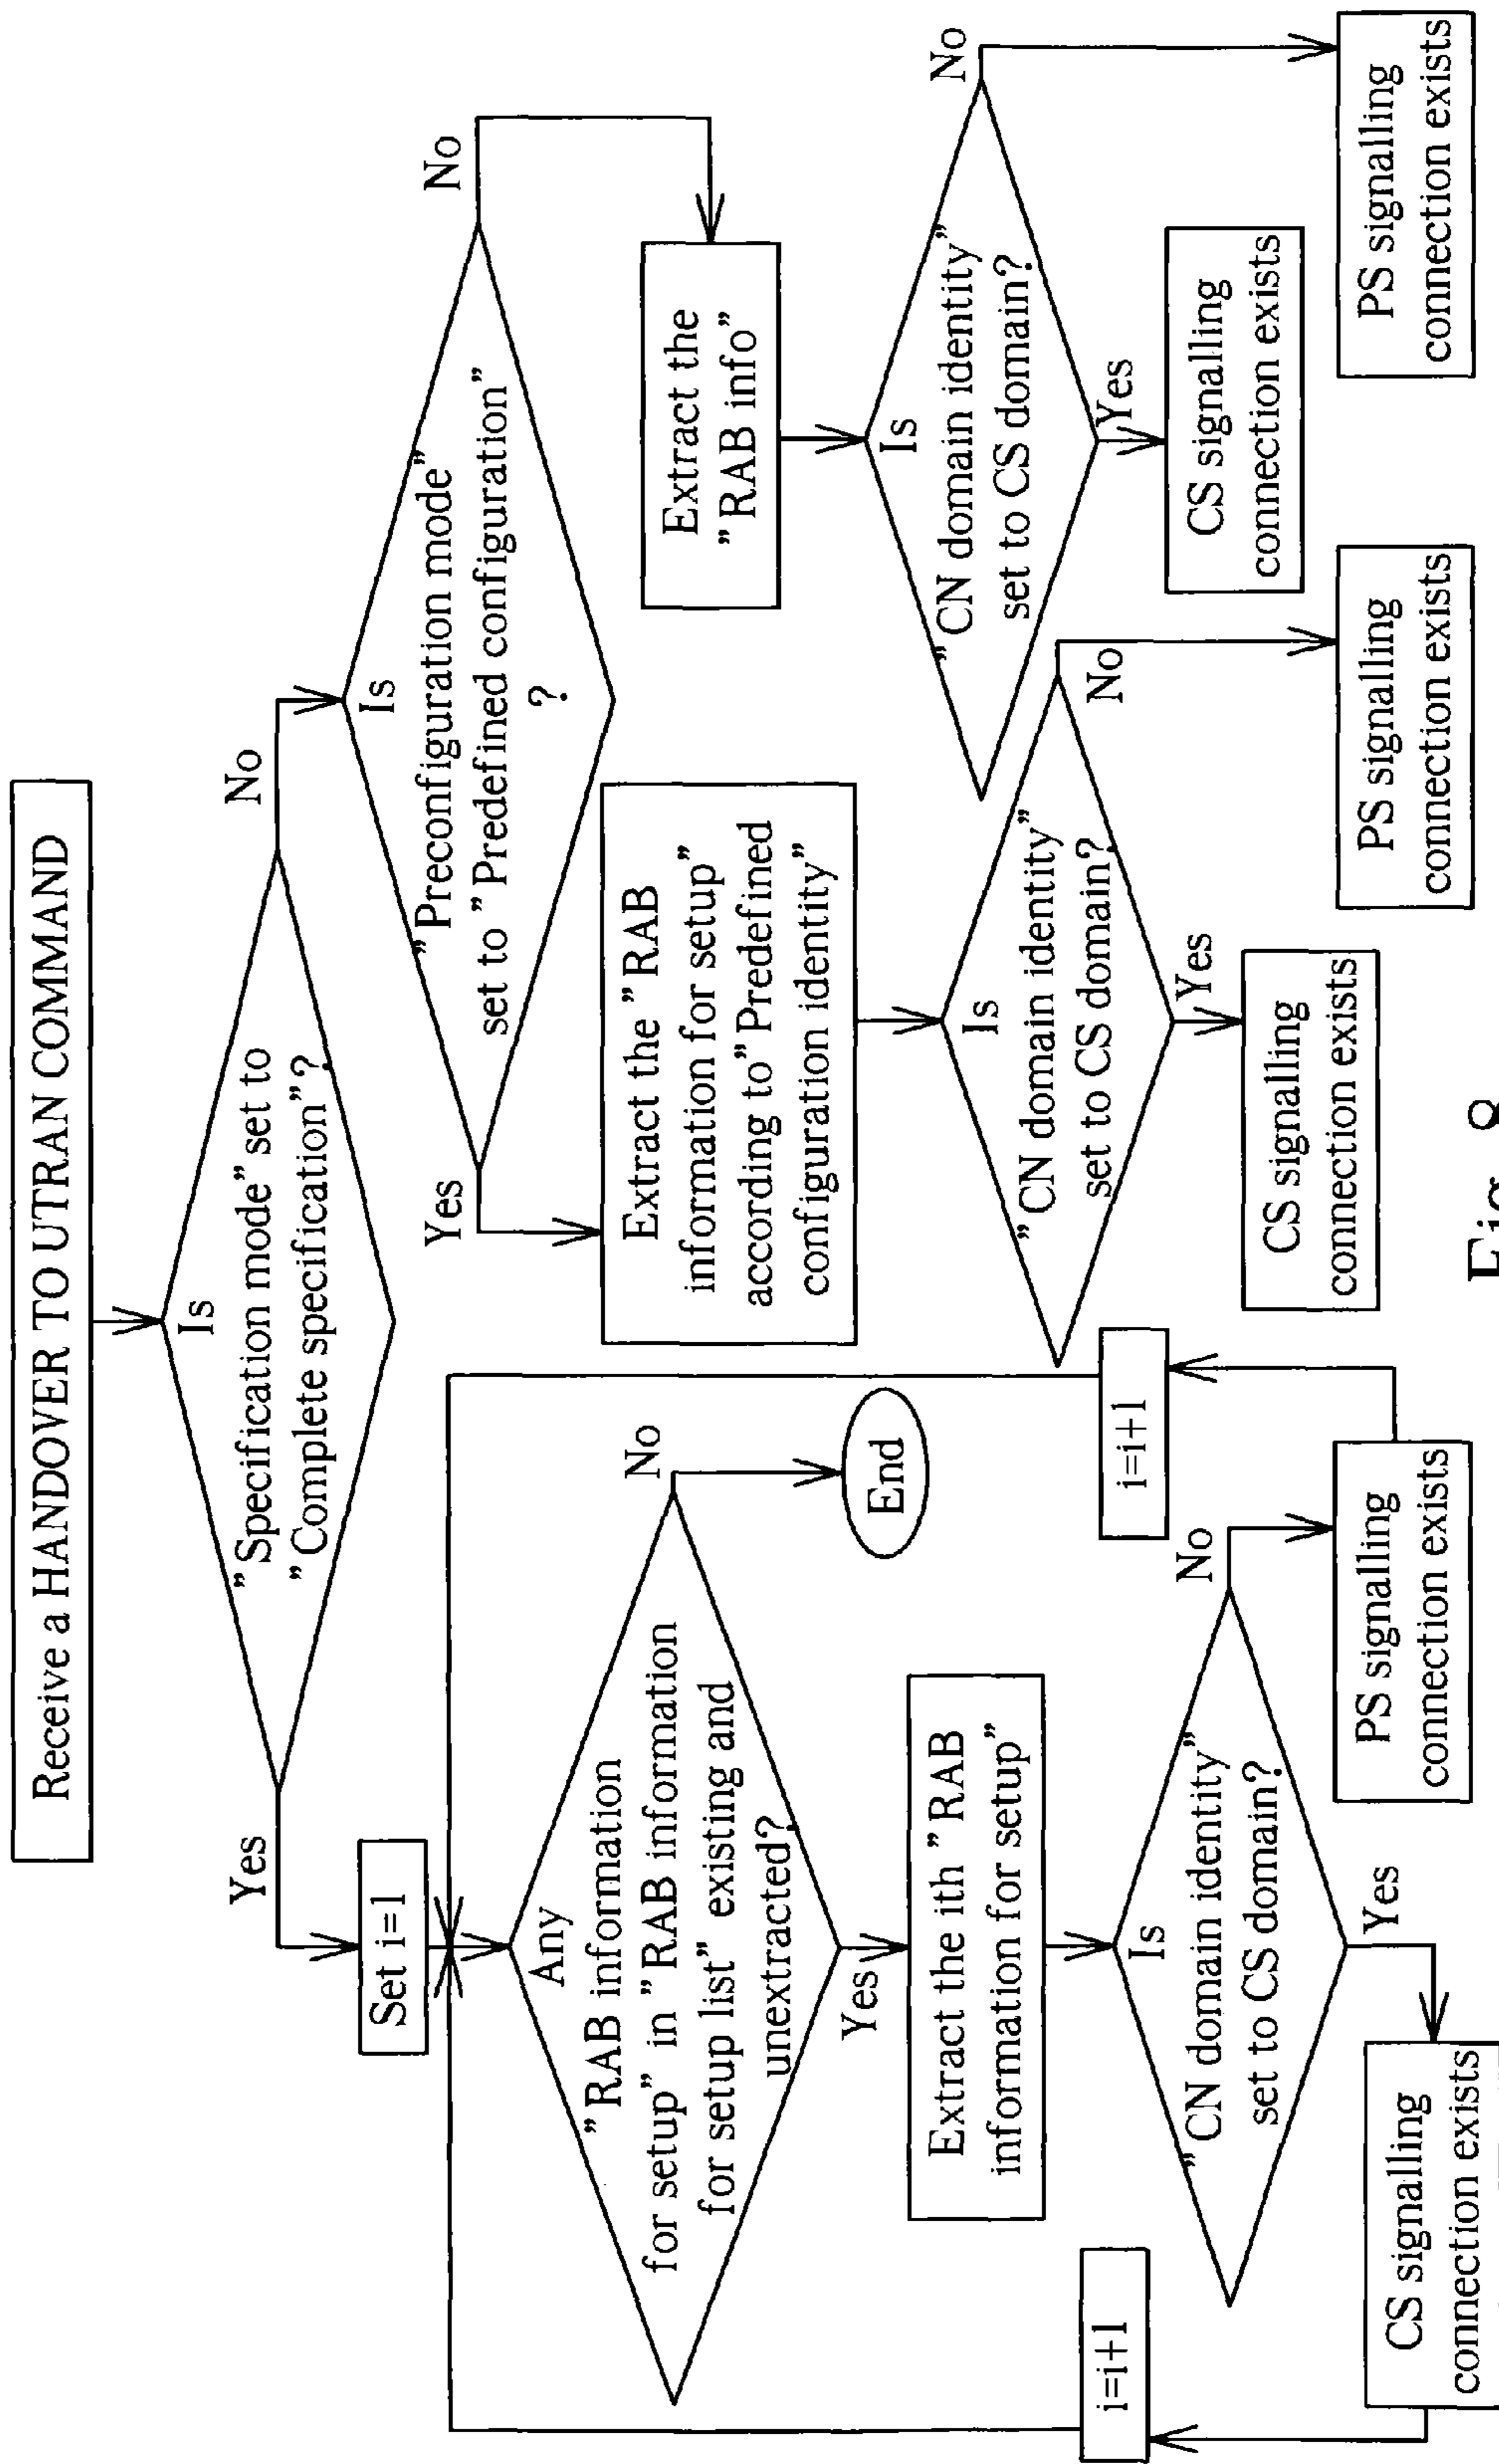 Receive a HANDOVER TO UTRAN COMMAND
Is
"Specification mode" set to
"Complete specification"?
Yes
No
Set i=1
Any
"RAB information
for setup" in "RAB information
for setup list" existing and
unextracted?
No
End
Yes
Extract the ith "RAB
information for setup"
Is
"CN domain identity"
set to CS domain?
No
PS signalling
connection exists
i=i+1
Yes
CS signalling
connection exists
i=i+1
Is
"Preconfiguration mode"
set to "Predefined configuration"
?
Yes
No
Extract the "RAB
information for setup"
according to "Predefined
configuration identity"
Is
"CN domain identity"
set to CS domain?
Yes
No
CS signalling
connection exists
PS signalling
connection exists
Extract the
"RAB info"
Is
"CN domain identity"
set to CS domain?
Yes
No
CS signalling
connection exists
PS signalling
connection exists
Fig. 8